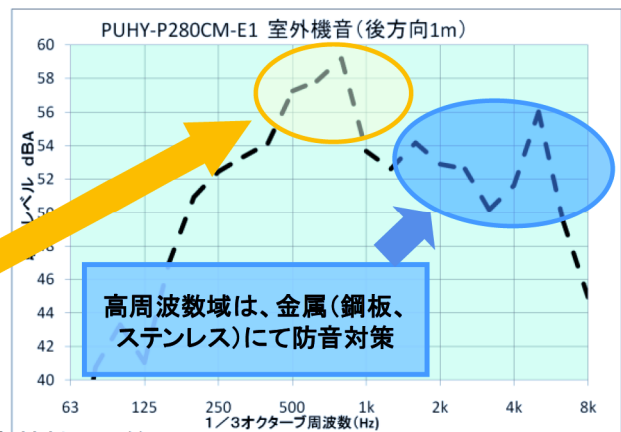 PUHY-P280CM-E1 室外機音(後方向1m)
60
58
56
54
52
50
48
46
44
42
40
レベル dBA
高周波数域は、金属(鋼板、
ステンレス)にて防音対策
63 125 250 500 1k 2k 4k 8k
1/3オクターブ周波数(Hz)